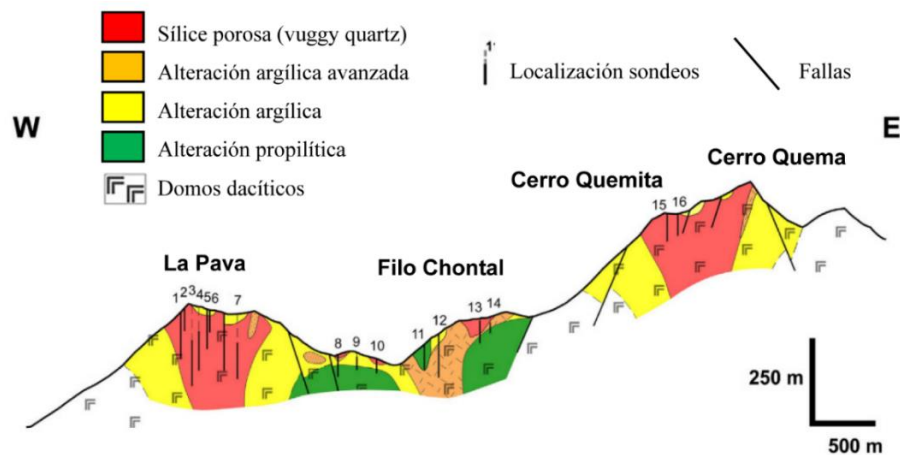 Sílice porosa (vuggy quartz)
Alteración argílica avanzada
Alteración argílica
Alteración propilítica
Domos dacíticos
1'
Localización sondeos
Fallas
W
E
La Pava
Filo Chontal
Cerro Quemita
Cerro Quema
1 2 3 4 5 6 7
8 9 10
11 12 13 14
15 16
250 m
500 m